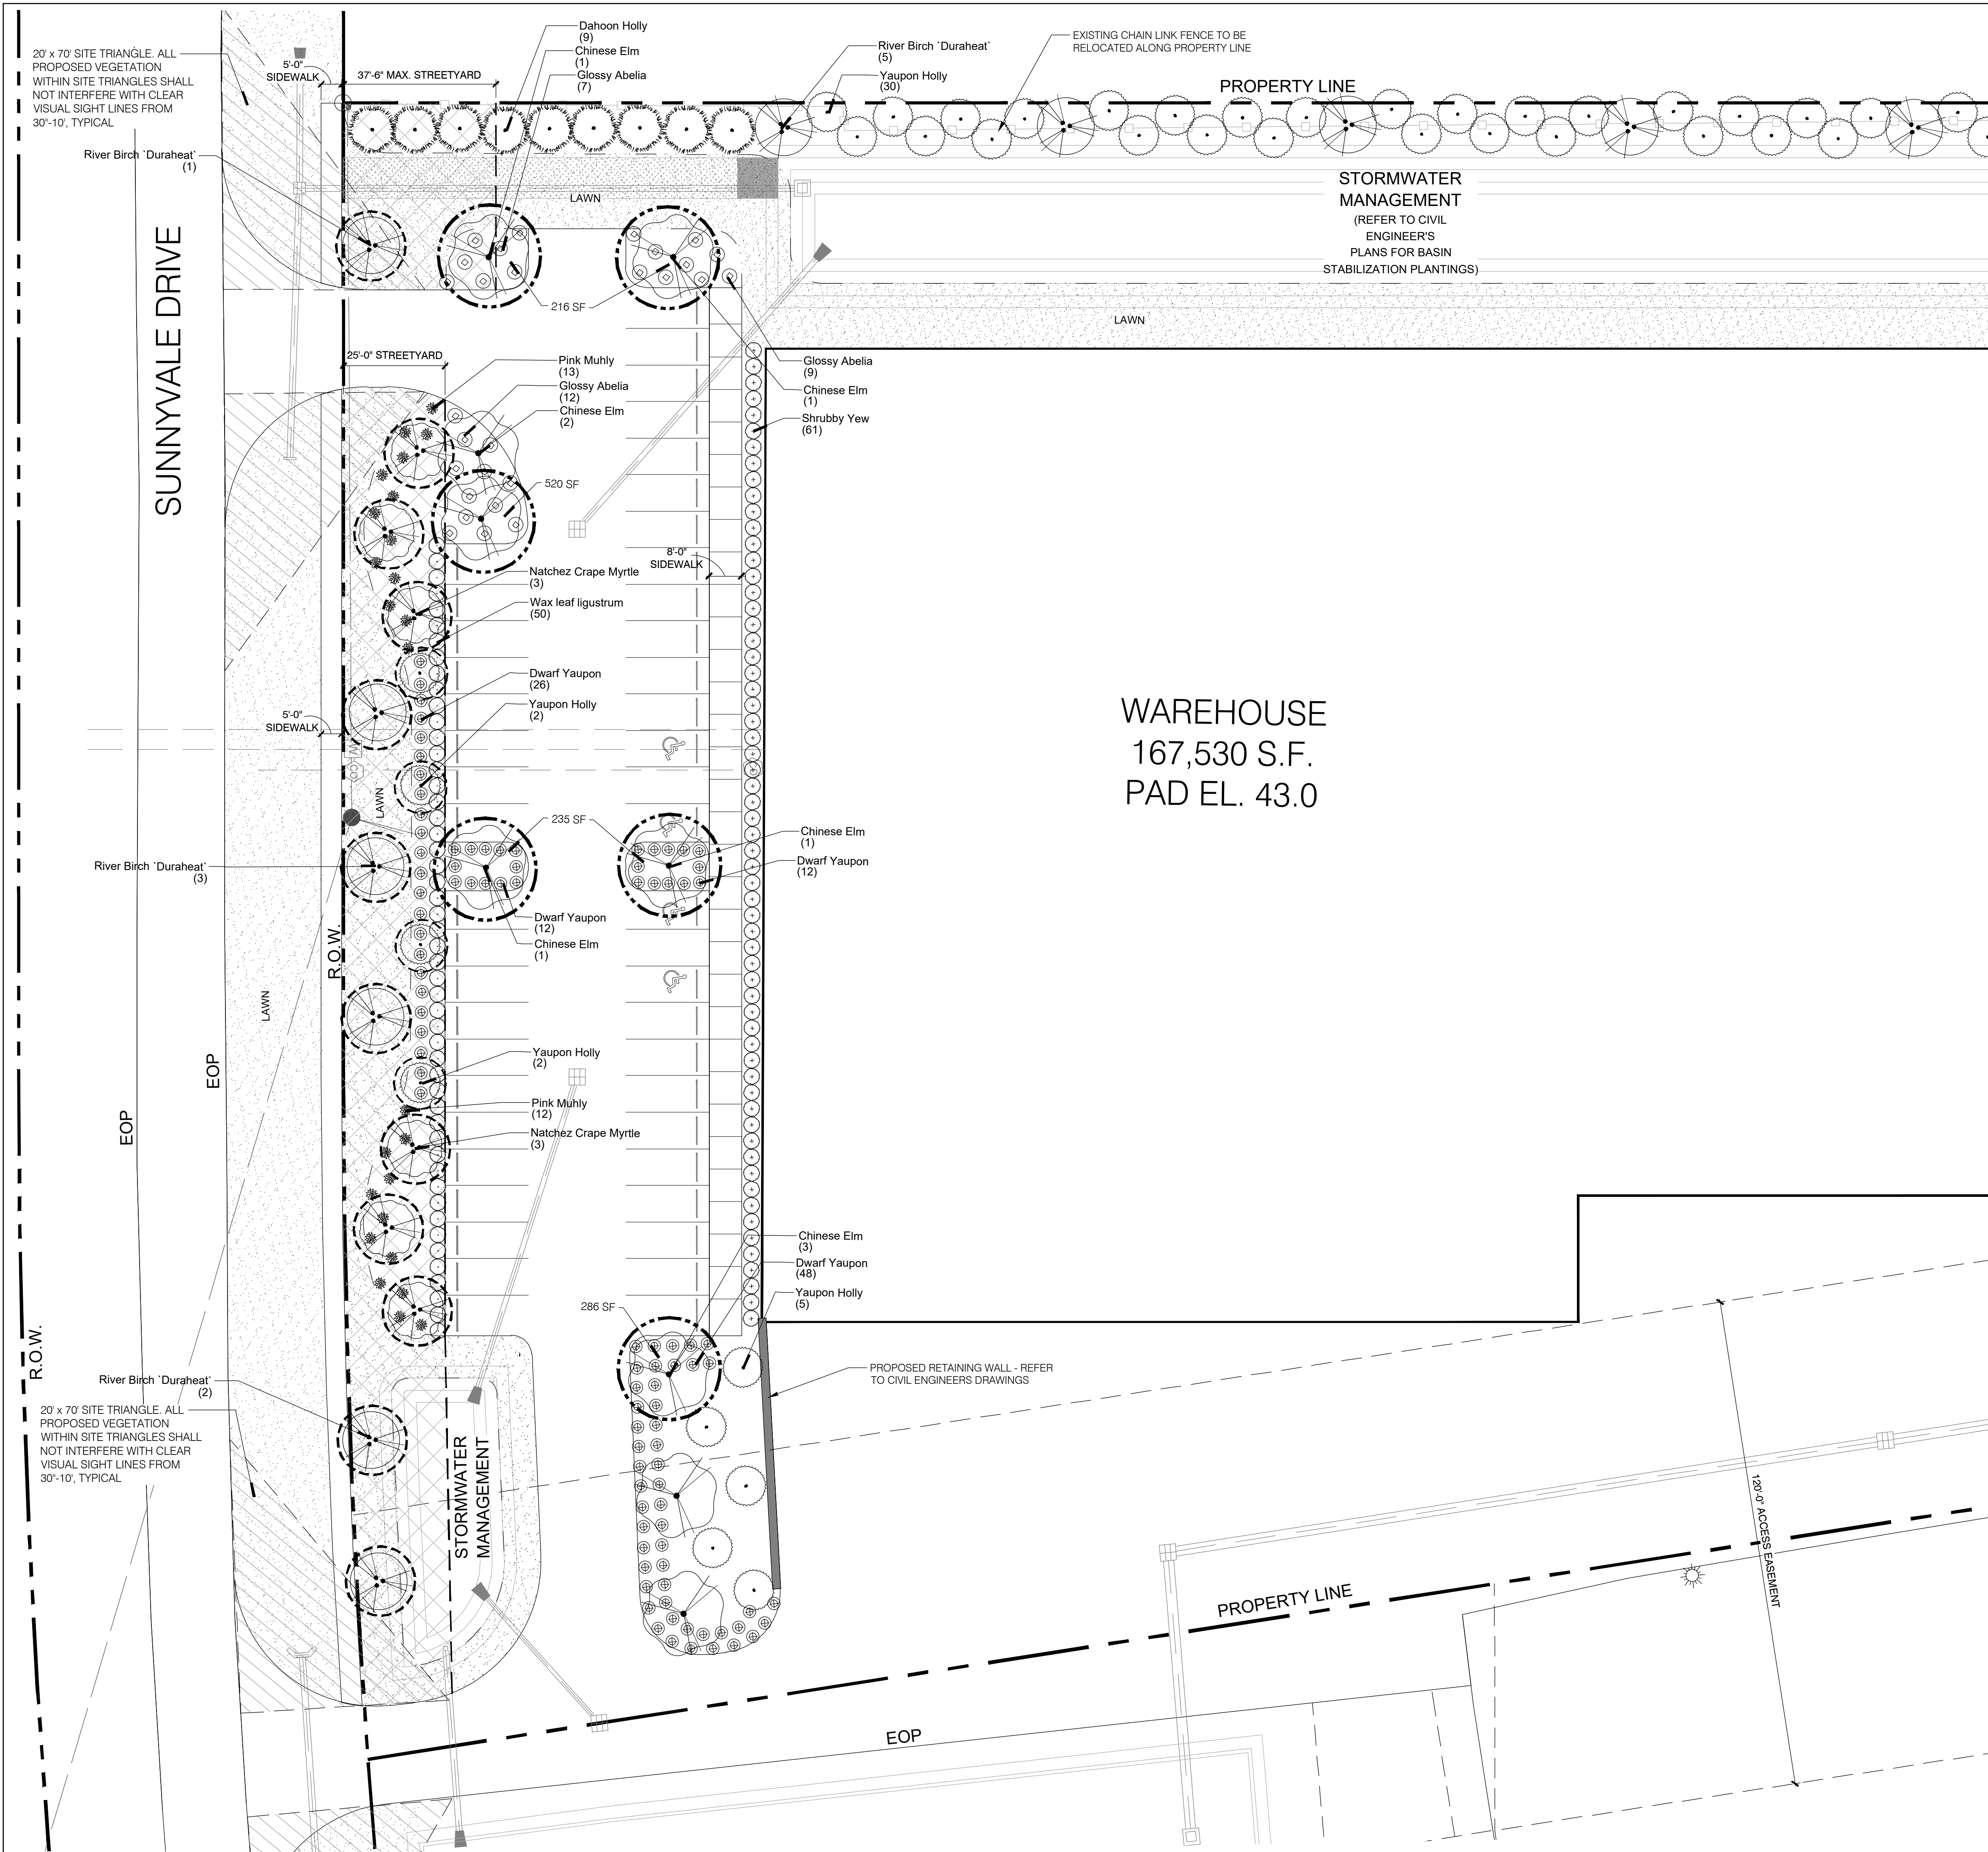 20' x 70' SITE TRIANGLE. ALL
PROPOSED VEGETATION
WITHIN SITE TRIANGLES SHALL
NOT INTERFERE WITH CLEAR
VISUAL SIGHT LINES FROM
30"-10', TYPICAL
5'-0"
SIDEWALK
37'-6" MAX. STREETYARD
Dahoon Holly
(9)
Chinese Elm
(1)
Glossy Abelia
(7)
River Birch `Duraheat`
(5)
Yaupon Holly
(30)
EXISTING CHAIN LINK FENCE TO BE
RELOCATED ALONG PROPERTY LINE
PROPERTY LINE
River Birch `Duraheat`
(1)
LAWN
STORMWATER
MANAGEMENT
(REFER TO CIVIL
ENGINEER'S
PLANS FOR BASIN
STABILIZATION PLANTINGS)
SUNNYVALE DRIVE
216 SF
LAWN
25'-0" STREETYARD
Pink Muhly
(13)
Glossy Abelia
(12)
Chinese Elm
(2)
Glossy Abelia
(9)
Chinese Elm
(1)
Shrubby Yew
(61)
520 SF
8'-0"
SIDEWALK
Natchez Crape Myrtle
(3)
Wax leaf ligustrum
(50)
Dwarf Yaupon
(26)
Yaupon Holly
(2)
5'-0"
SIDEWALK
W
CO
LAWN
WAREHOUSE
167,530 S.F.
PAD EL. 43.0
235 SF
Chinese Elm
(1)
Dwarf Yaupon
(12)
River Birch `Duraheat`
(3)
Dwarf Yaupon
(12)
Chinese Elm
(1)
R.O.W.
LAWN
EOP
EOP
Yaupon Holly
(2)
Pink Muhly
(12)
Natchez Crape Myrtle
(3)
Chinese Elm
(3)
Dwarf Yaupon
(48)
Yaupon Holly
(5)
286 SF
R.O.W.
PROPOSED RETAINING WALL - REFER
TO CIVIL ENGINEERS DRAWINGS
River Birch `Duraheat`
(2)
20' x 70' SITE TRIANGLE. ALL
PROPOSED VEGETATION
WITHIN SITE TRIANGLES SHALL
NOT INTERFERE WITH CLEAR
VISUAL SIGHT LINES FROM
30"-10', TYPICAL
STORMWATER
MANAGEMENT
120'-0" ACCESS EASEMENT
PROPERTY LINE
EOP